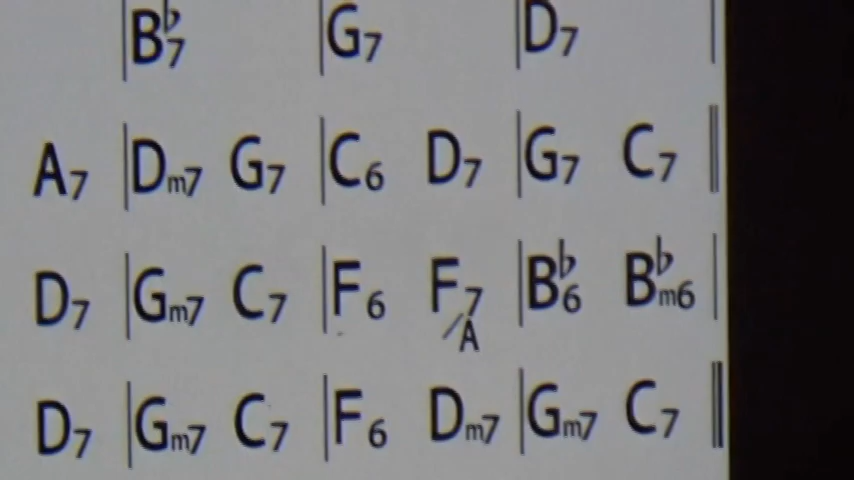 |B♭7 |G7 |D7 |
A7 |Dm7 G7 |C6 D7 |G7 C7 ||
D7 |Gm7 C7 |F6 F7/A |B♭6 B♭m6 |
D7 |Gm7 C7 |F6 Dm7 |Gm7 C7 ||